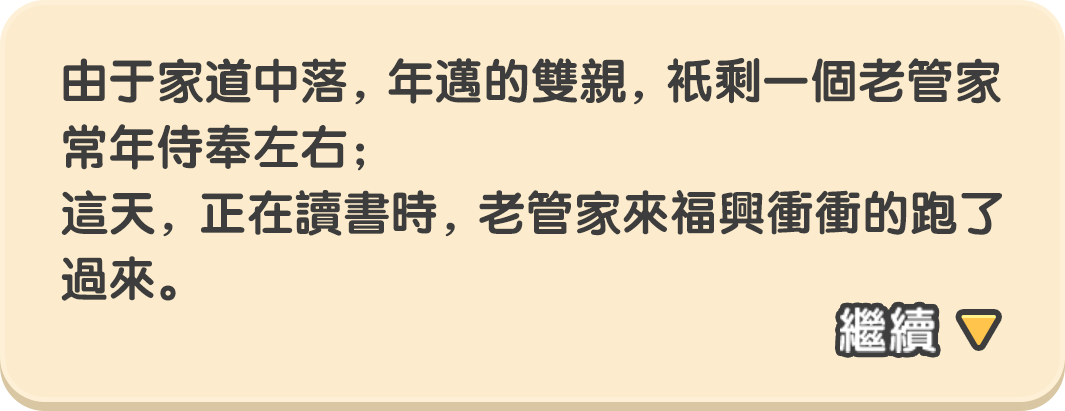 由于家道中落，年邁的雙親，衹剩一個老管家
常年侍奉左右；
這天，正在讀書時，老管家來福興衝衝的跑了
過來。
繼續